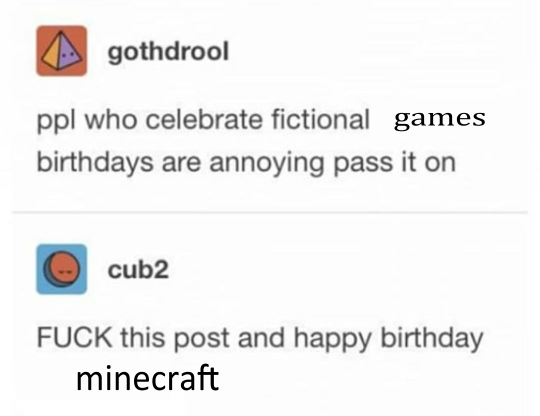 gothdrool
ppl who celebrate fictional games
birthdays are annoying pass it on
cub2
FUCK this post and happy birthday
minecraft